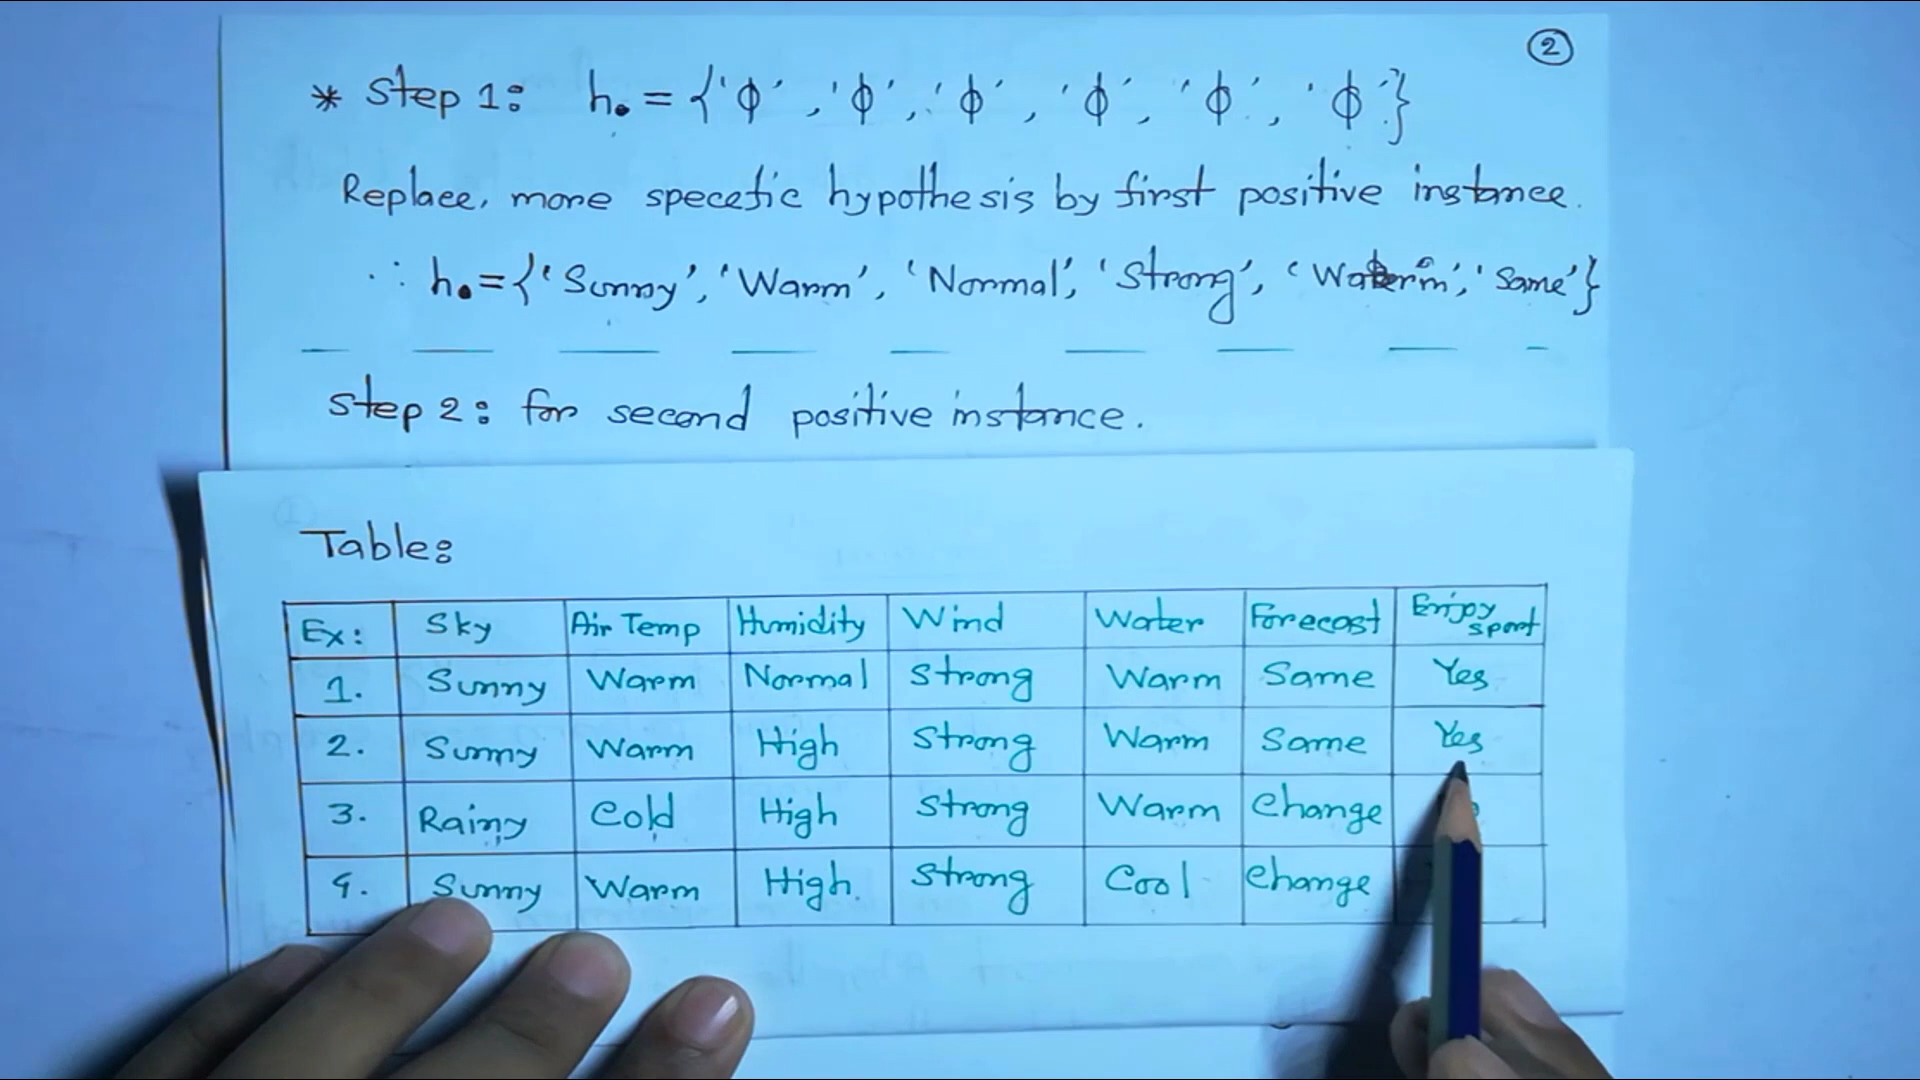 2
* Step 1: h₀ = {'ϕ', 'ϕ', 'ϕ', 'ϕ', 'ϕ', 'ϕ'}
Replace, more specefic hypothesis by first positive instance.
∴ h₀ = {'Sunny', 'Warm', 'Normal', 'Strong', 'Warm', 'Same'}
Step 2: for second positive instance.
Table:
Ex: Sky Air Temp Humidity Wind Water Forecast Enjoy sport
1. Sunny Warm Normal Strong Warm Same Yes
2. Sunny Warm High Strong Warm Same Yes
3. Rainy Cold High Strong Warm Change
4. Sunny Warm High Strong Cool Change